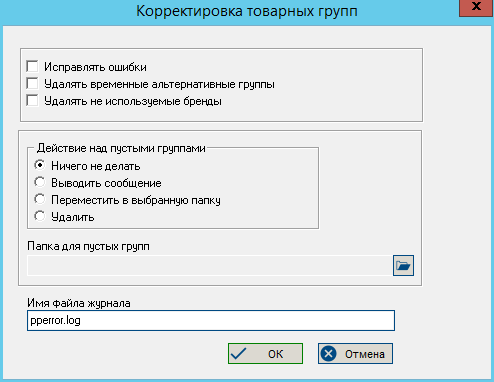 Корректировка товарных групп
x
Исправлять ошибки
Удалять временные альтернативные группы
Удалять не используемые бренды
Действие над пустыми группами
Ничего не делать
Выводить сообщение
Переместить в выбранную папку
Удалить
Папка для пустых групп
Имя файла журнала
pperror.log
ОК
Отмена